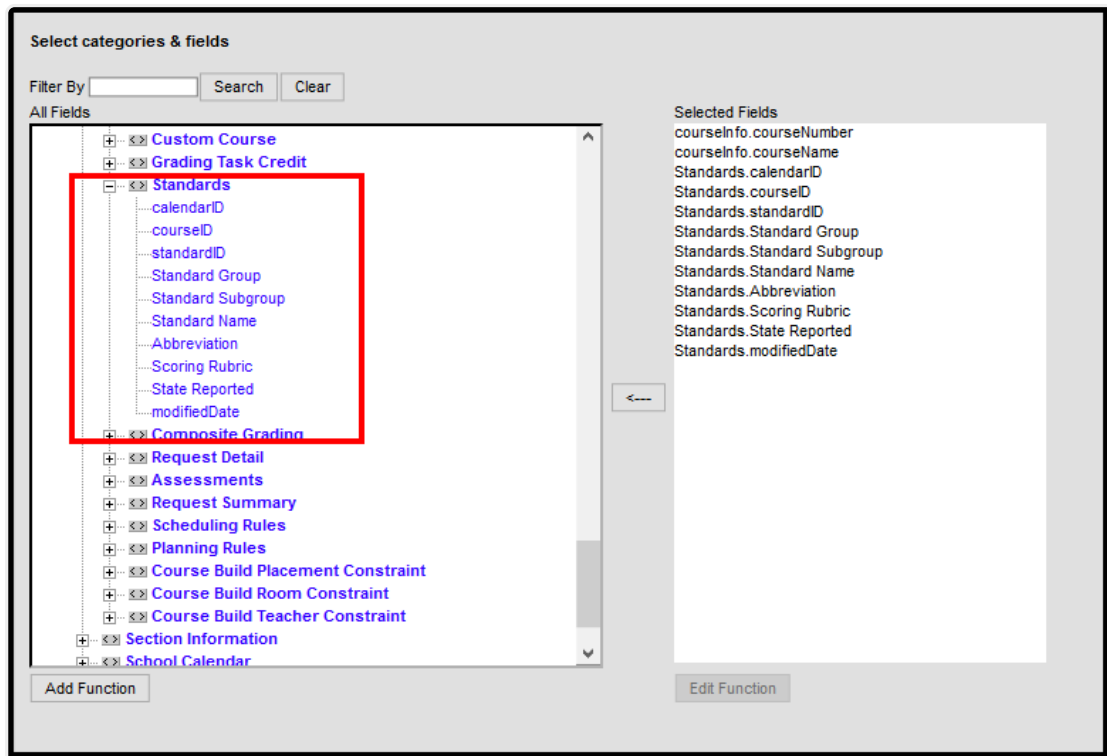 Select categories & fields
Filter By Search Clear
All Fields
Custom Course
Grading Task Credit
Standards
calendarID
courseID
standardID
Standard Group
Standard Subgroup
Standard Name
Abbreviation
Scoring Rubric
State Reported
modifiedDate
Composite Grading
Request Detail
Assessments
Request Summary
Scheduling Rules
Planning Rules
Course Build Placement Constraint
Course Build Room Constraint
Course Build Teacher Constraint
Section Information
School Calendar
Add Function
<---
Selected Fields
courseInfo.courseNumber
courseInfo.courseName
Standards.calendarID
Standards.courseID
Standards.standardID
Standards.Standard Group
Standards.Standard Subgroup
Standards.Standard Name
Standards.Abbreviation
Standards.Scoring Rubric
Standards.State Reported
Standards.modifiedDate
Edit Function